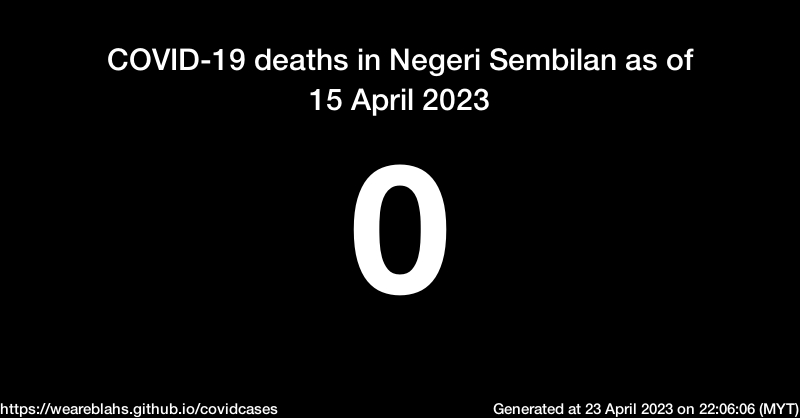 COVID-19 deaths in Negeri Sembilan as of
15 April 2023
0
https://weareblahs.github.io/covidcases
Generated at 23 April 2023 on 22:06:06 (MYT)